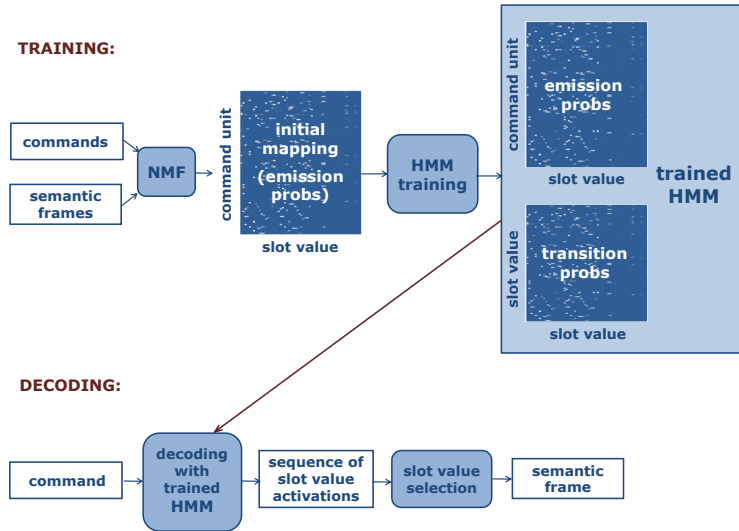 TRAINING:
commands
semantic
frames
NMF
command unit
initial
mapping
(emission
probs)
slot value
HMM
training
command unit
emission
probs
slot value
trained
HMM
slot value
transition
probs
slot value
DECODING:
command
decoding
with
trained
HMM
sequence of
slot value
activations
slot value
selection
semantic
frame